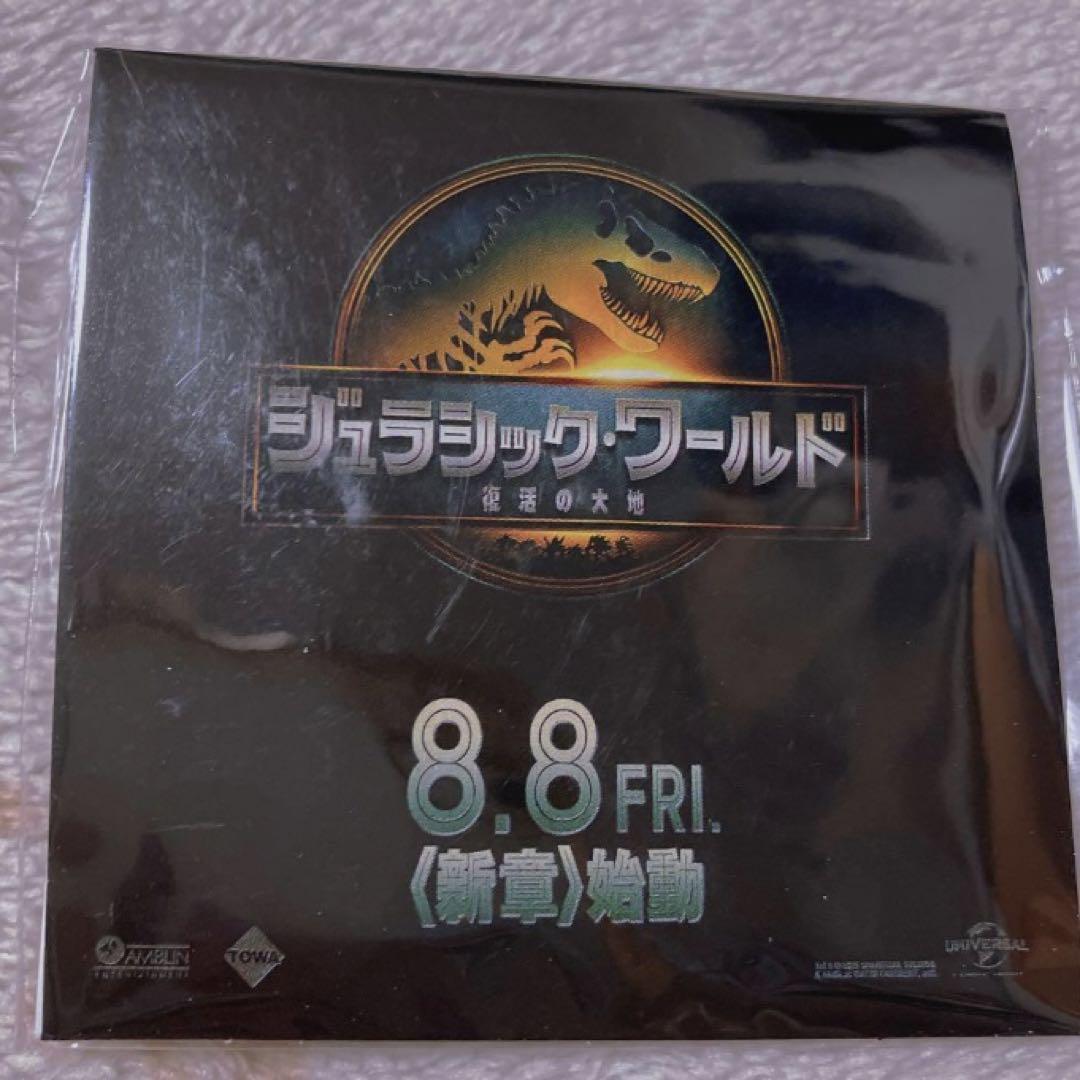 ジュラシック・ワールド
復活の大地
8.8 FRI.
《新章》始動
AMBLIN
ENTERTAINMENT
TOWA
UNIVERSAL